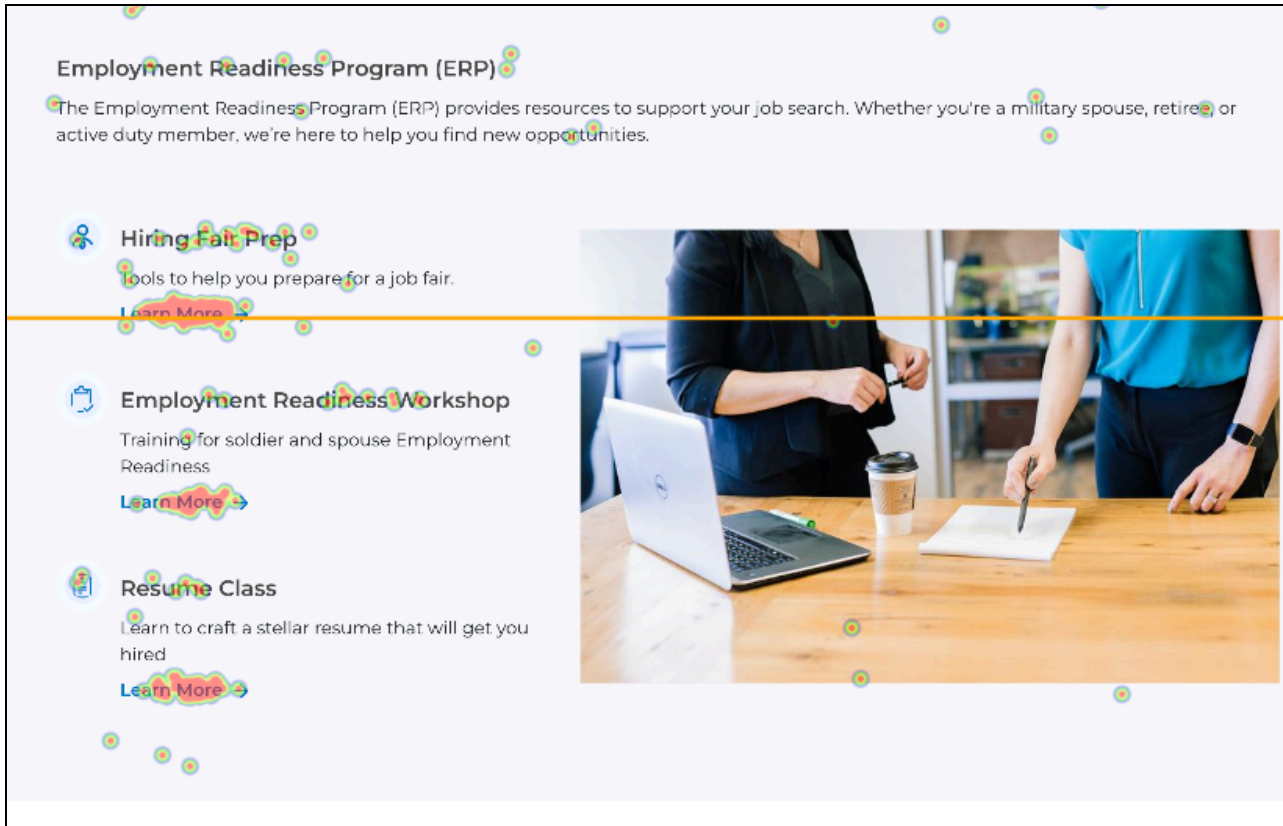 Employment Readiness Program (ERP)
The Employment Readiness Program (ERP) provides resources to support your job search. Whether you're a military spouse, retiree, or
active duty member, we're here to help you find new opportunities.
Hiring Fair Prep
Tools to help you prepare for a job fair.
Learn More →
Employment Readiness Workshop
Training for soldier and spouse Employment
Readiness
Learn More →
Resume Class
Learn to craft a stellar resume that will get you
hired
Learn More →